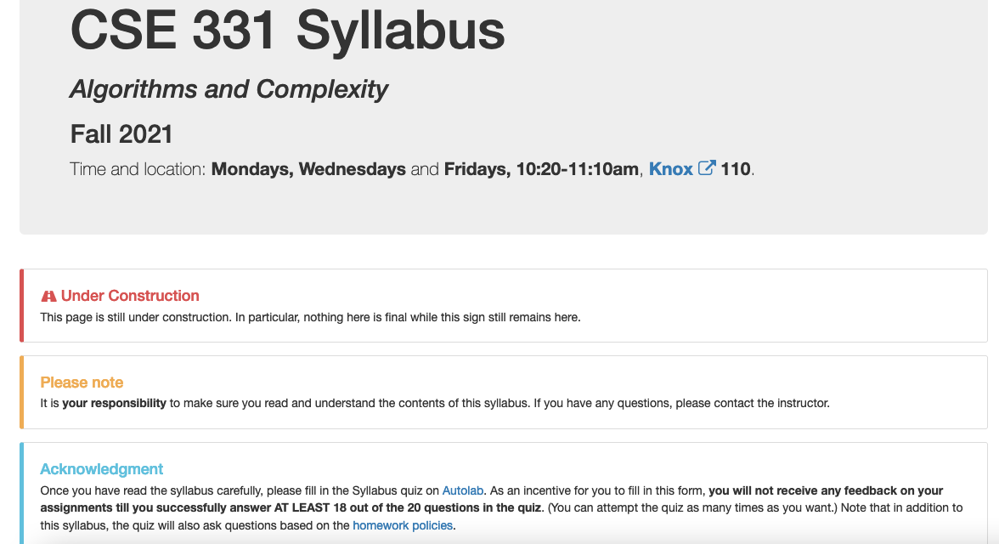 CSE 331 Syllabus
Algorithms and Complexity
Fall 2021
Time and location: Mondays, Wednesdays and Fridays, 10:20-11:10am, Knox 110.
Under Construction
This page is still under construction. In particular, nothing here is final while this sign still remains here.
Please note
It is your responsibility to make sure you read and understand the contents of this syllabus. If you have any questions, please contact the instructor.
Acknowledgment
Once you have read the syllabus carefully, please fill in the Syllabus quiz on Autolab. As an incentive for you to fill in this form, you will not receive any feedback on your
assignments till you successfully answer AT LEAST 18 out of the 20 questions in the quiz. (You can attempt the quiz as many times as you want.) Note that in addition to
this syllabus, the quiz will also ask questions based on the homework policies.